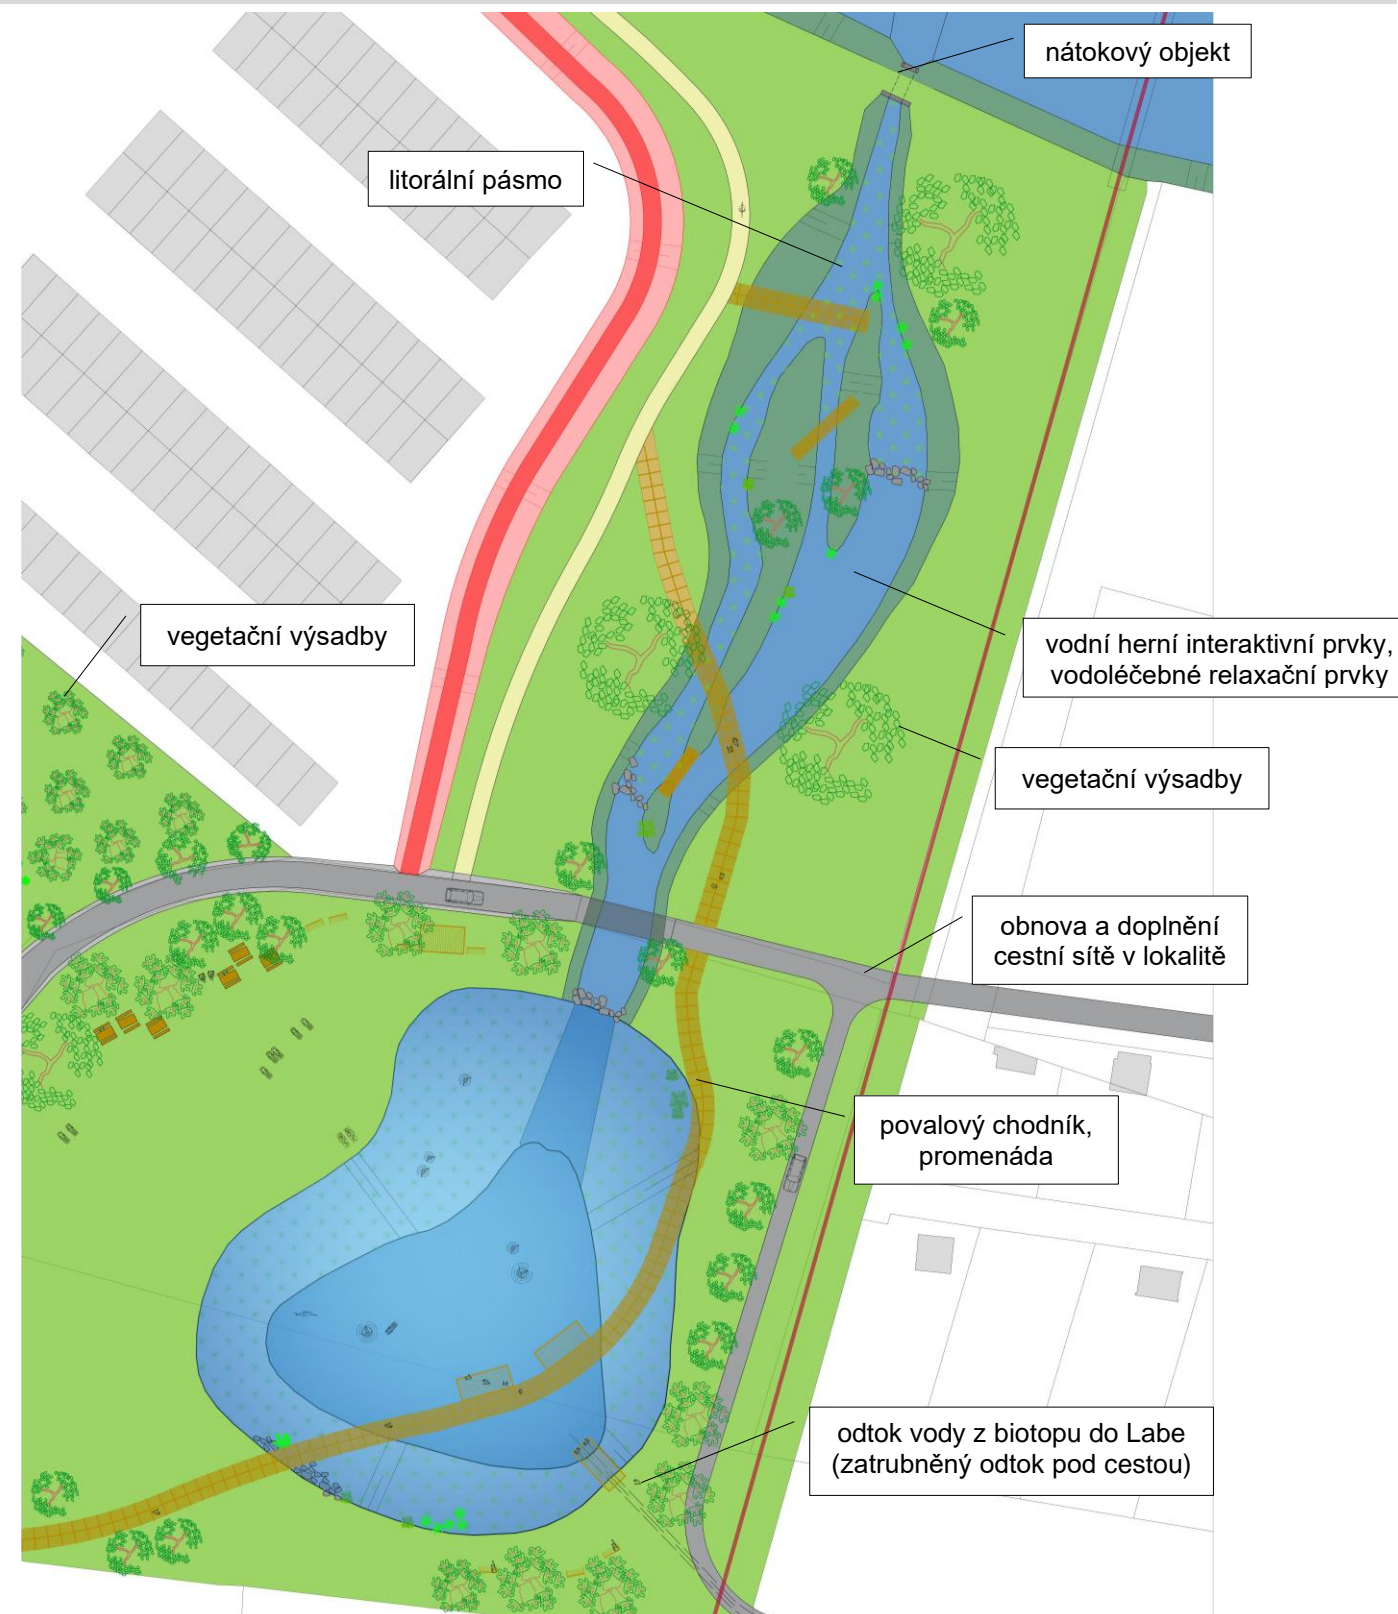 nátokový objekt
litorální pásmo
vegetační výsadby
vodní herní interaktivní prvky,
vodoléčebné relaxační prvky
vegetační výsadby
obnova a doplnění
cestní sítě v lokalitě
povalový chodník,
promenáda
odtok vody z biotopu do Labe
(zatrubněný odtok pod cestou)